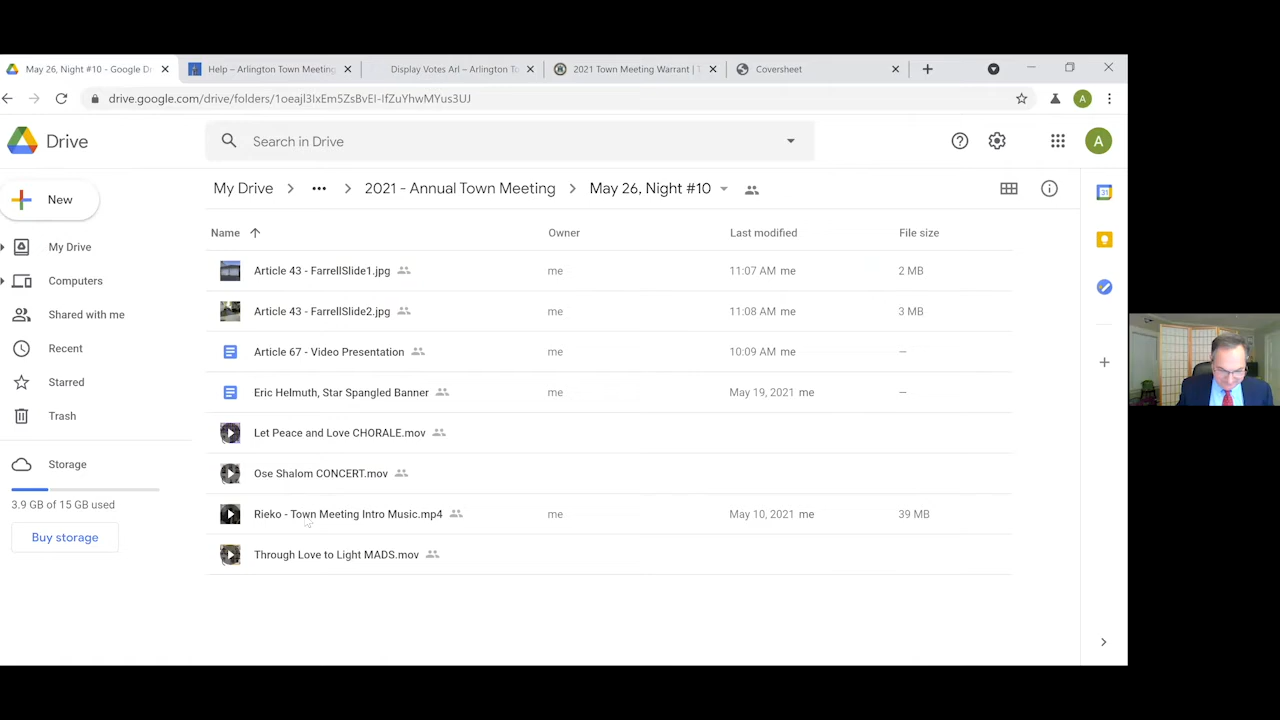 May 26, Night #10 - Google Dr
Help – Arlington Town Meeting
Display Votes Arl – Arlington To
2021 Town Meeting Warrant | T
Coversheet
drive.google.com/drive/folders/1oeajl3IxEm5ZsBvEI-IfZuYhwMYus3UJ
A
Drive
Search in Drive
A
New
My Drive
2021 - Annual Town Meeting
May 26, Night #10
31
Name
Owner
Last modified
File size
My Drive
Article 43 - FarrellSlide1.jpg
me
11:07 AM me
2 MB
Computers
Article 43 - FarrellSlide2.jpg
me
11:08 AM me
3 MB
Shared with me
Article 67 - Video Presentation
me
10:09 AM me
—
Recent
Starred
Eric Helmuth, Star Spangled Banner
me
May 19, 2021 me
—
Trash
Let Peace and Love CHORALE.mov
Storage
Ose Shalom CONCERT.mov
3.9 GB of 15 GB used
Rieko - Town Meeting Intro Music.mp4
me
May 10, 2021 me
39 MB
Buy storage
Through Love to Light MADS.mov